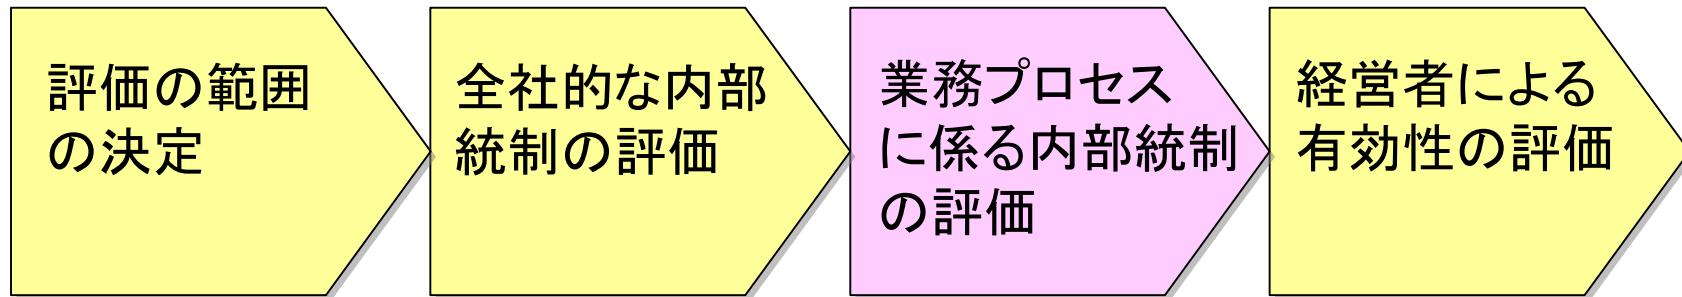 評価の範囲
の決定
全社的な内部
統制の評価
業務プロセス
に係る内部統制
の評価
経営者による
有効性の評価